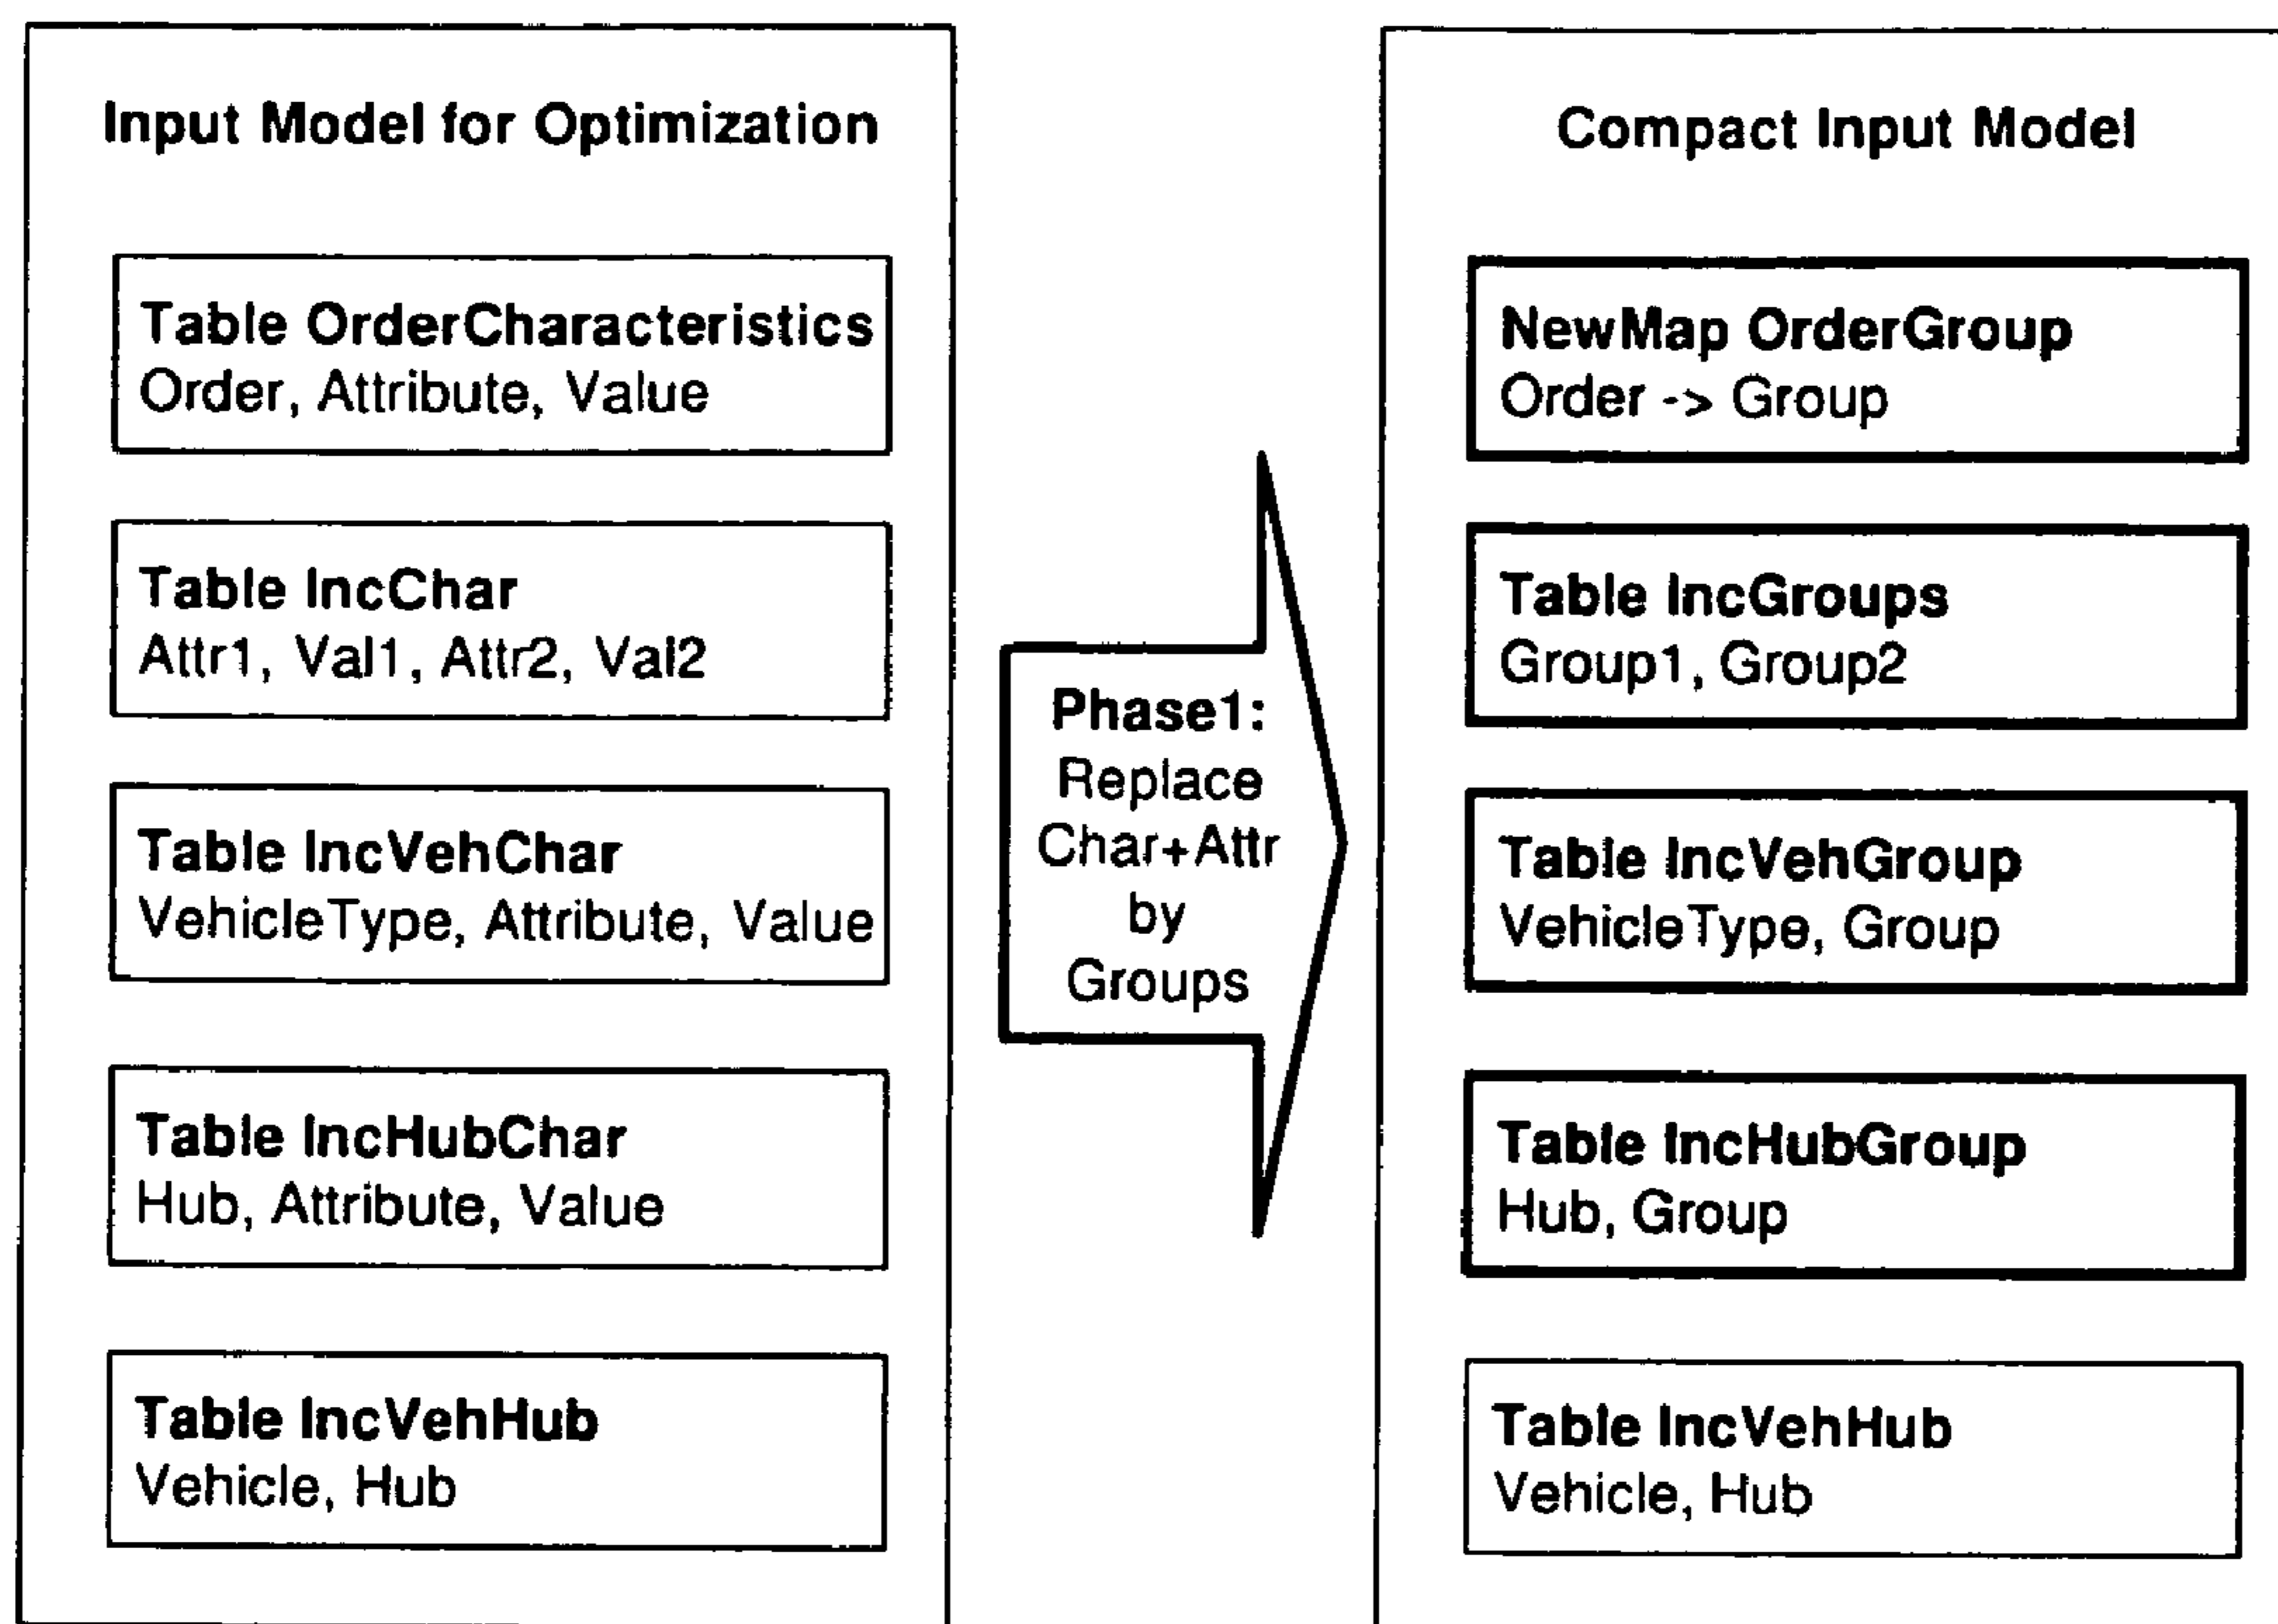 Input Model for Optimization
Table OrderCharacteristics
Order, Attribute, Value
Table IncChar
Attr1, Val1, Attr2, Val2
Table IncVehChar
VehicleType, Attribute, Value
Table IncHubChar
Hub, Attribute, Value
Table IncVehHub
Vehicle, Hub
Phase1:
Replace
Char+Attr
by
Groups
Compact Input Model
NewMap OrderGroup
Order -> Group
Table IncGroups
Group1, Group2
Table IncVehGroup
VehicleType, Group
Table IncHubGroup
Hub, Group
Table IncVehHub
Vehicle, Hub